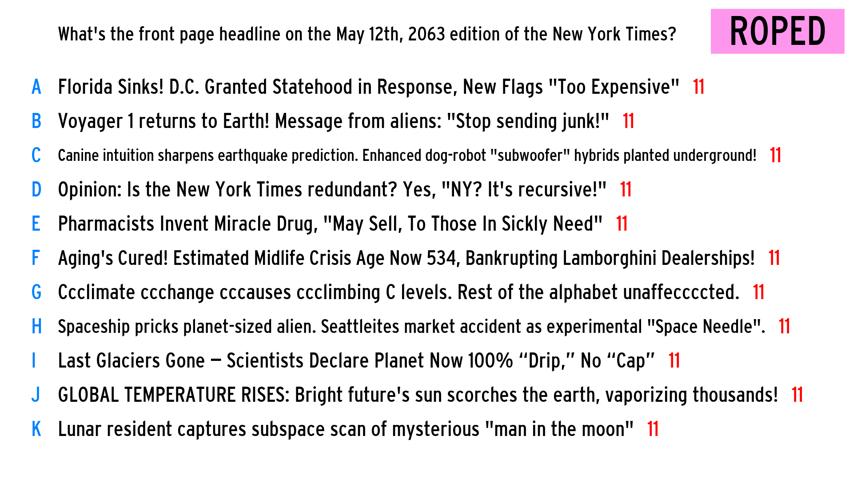 What's the front page headline on the May 12th, 2063 edition of the New York Times?
ROPED
A Florida Sinks! D.C. Granted Statehood in Response, New Flags "Too Expensive" 11
B Voyager 1 returns to Earth! Message from aliens: "Stop sending junk!" 11
C Canine intuition sharpens earthquake prediction. Enhanced dog-robot "subwoofer" hybrids planted underground! 11
D Opinion: Is the New York Times redundant? Yes, "NY? It's recursive!" 11
E Pharmacists Invent Miracle Drug, "May Sell, To Those In Sickly Need" 11
F Aging's Cured! Estimated Midlife Crisis Age Now 534, Bankrupting Lamborghini Dealerships! 11
G Ccclimate ccchange cccauses ccclimbing C levels. Rest of the alphabet unaffeccccted. 11
H Spaceship pricks planet-sized alien. Seattleites market accident as experimental "Space Needle". 11
I Last Glaciers Gone – Scientists Declare Planet Now 100% “Drip,” No “Cap” 11
J GLOBAL TEMPERATURE RISES: Bright future's sun scorches the earth, vaporizing thousands! 11
K Lunar resident captures subspace scan of mysterious "man in the moon" 11